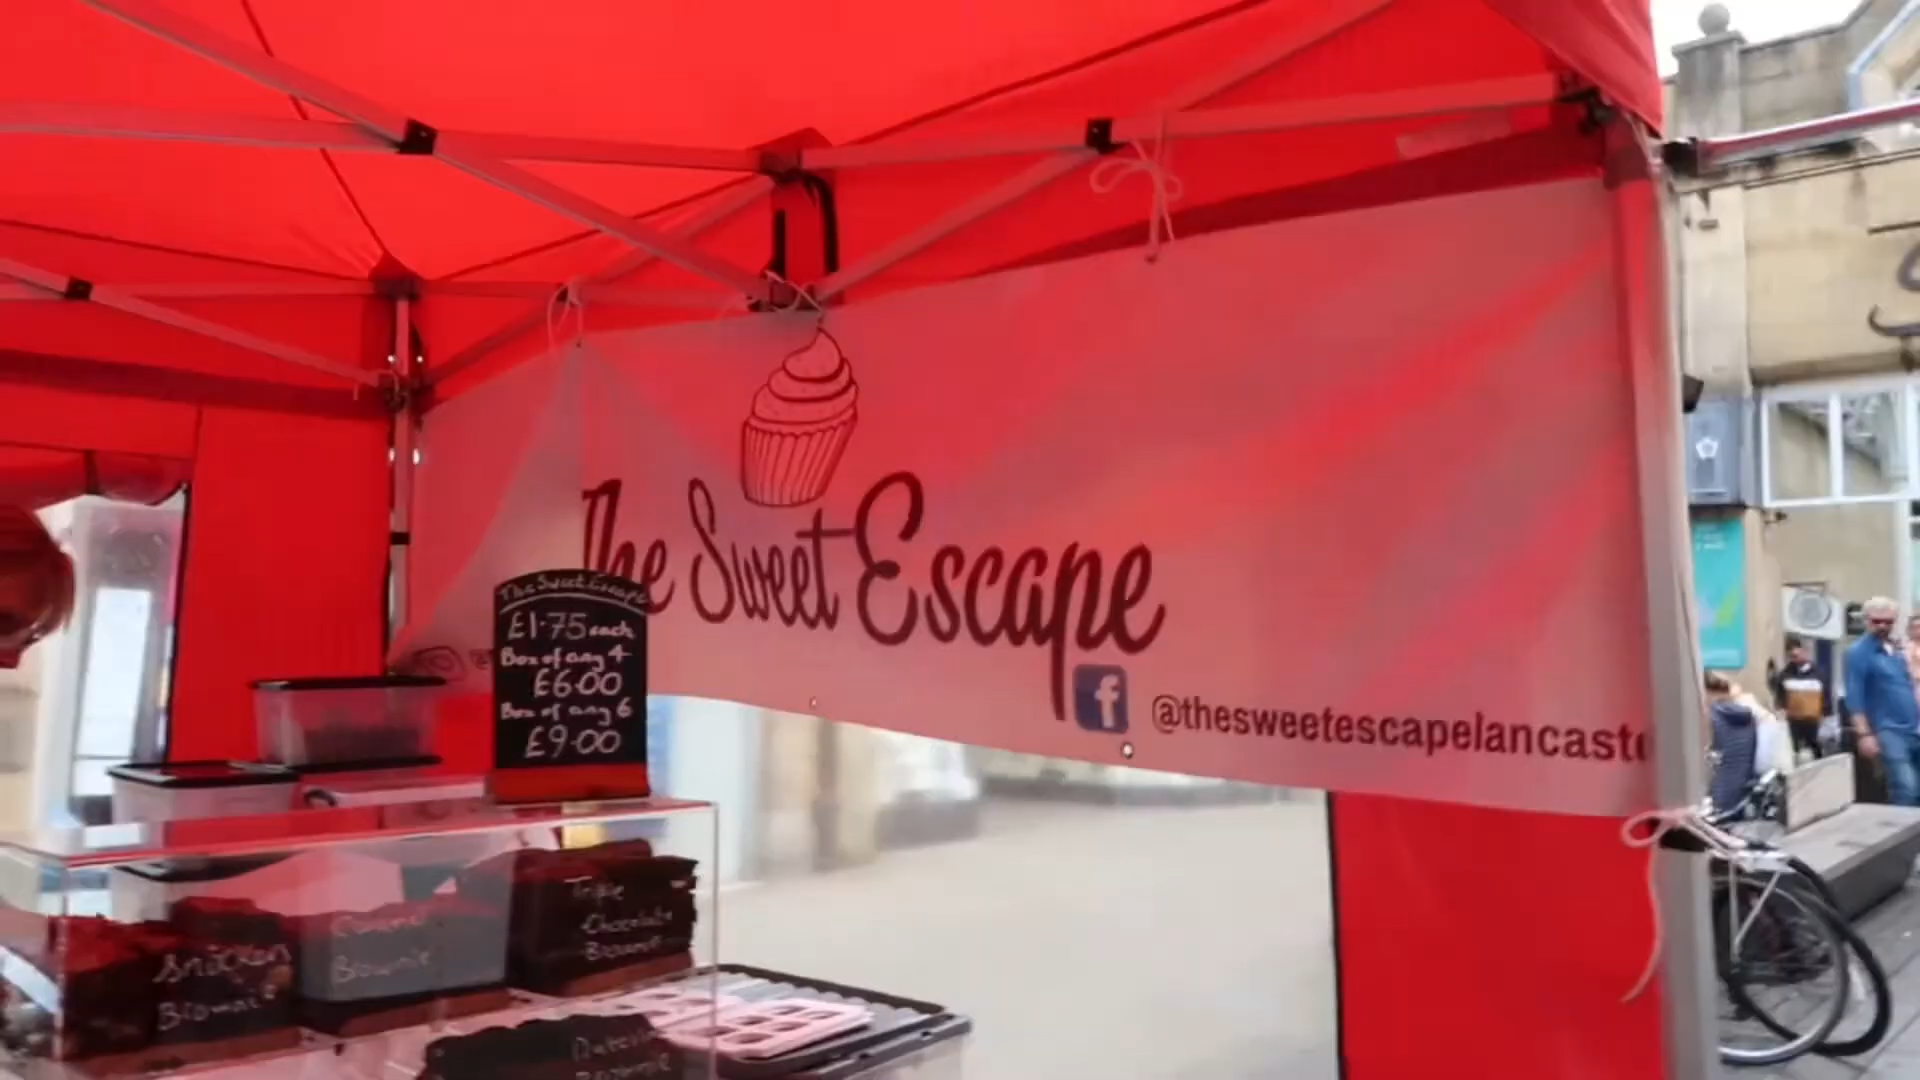 The Sweet Escape
f @thesweetescapelancaste
The Sweet Escape
£1.75 each
Box of any 4
£6.00
Box of any 6
£9.00
Snickers
Brownie
Caramel
Brownie
Triple
Chocolate
Brownie